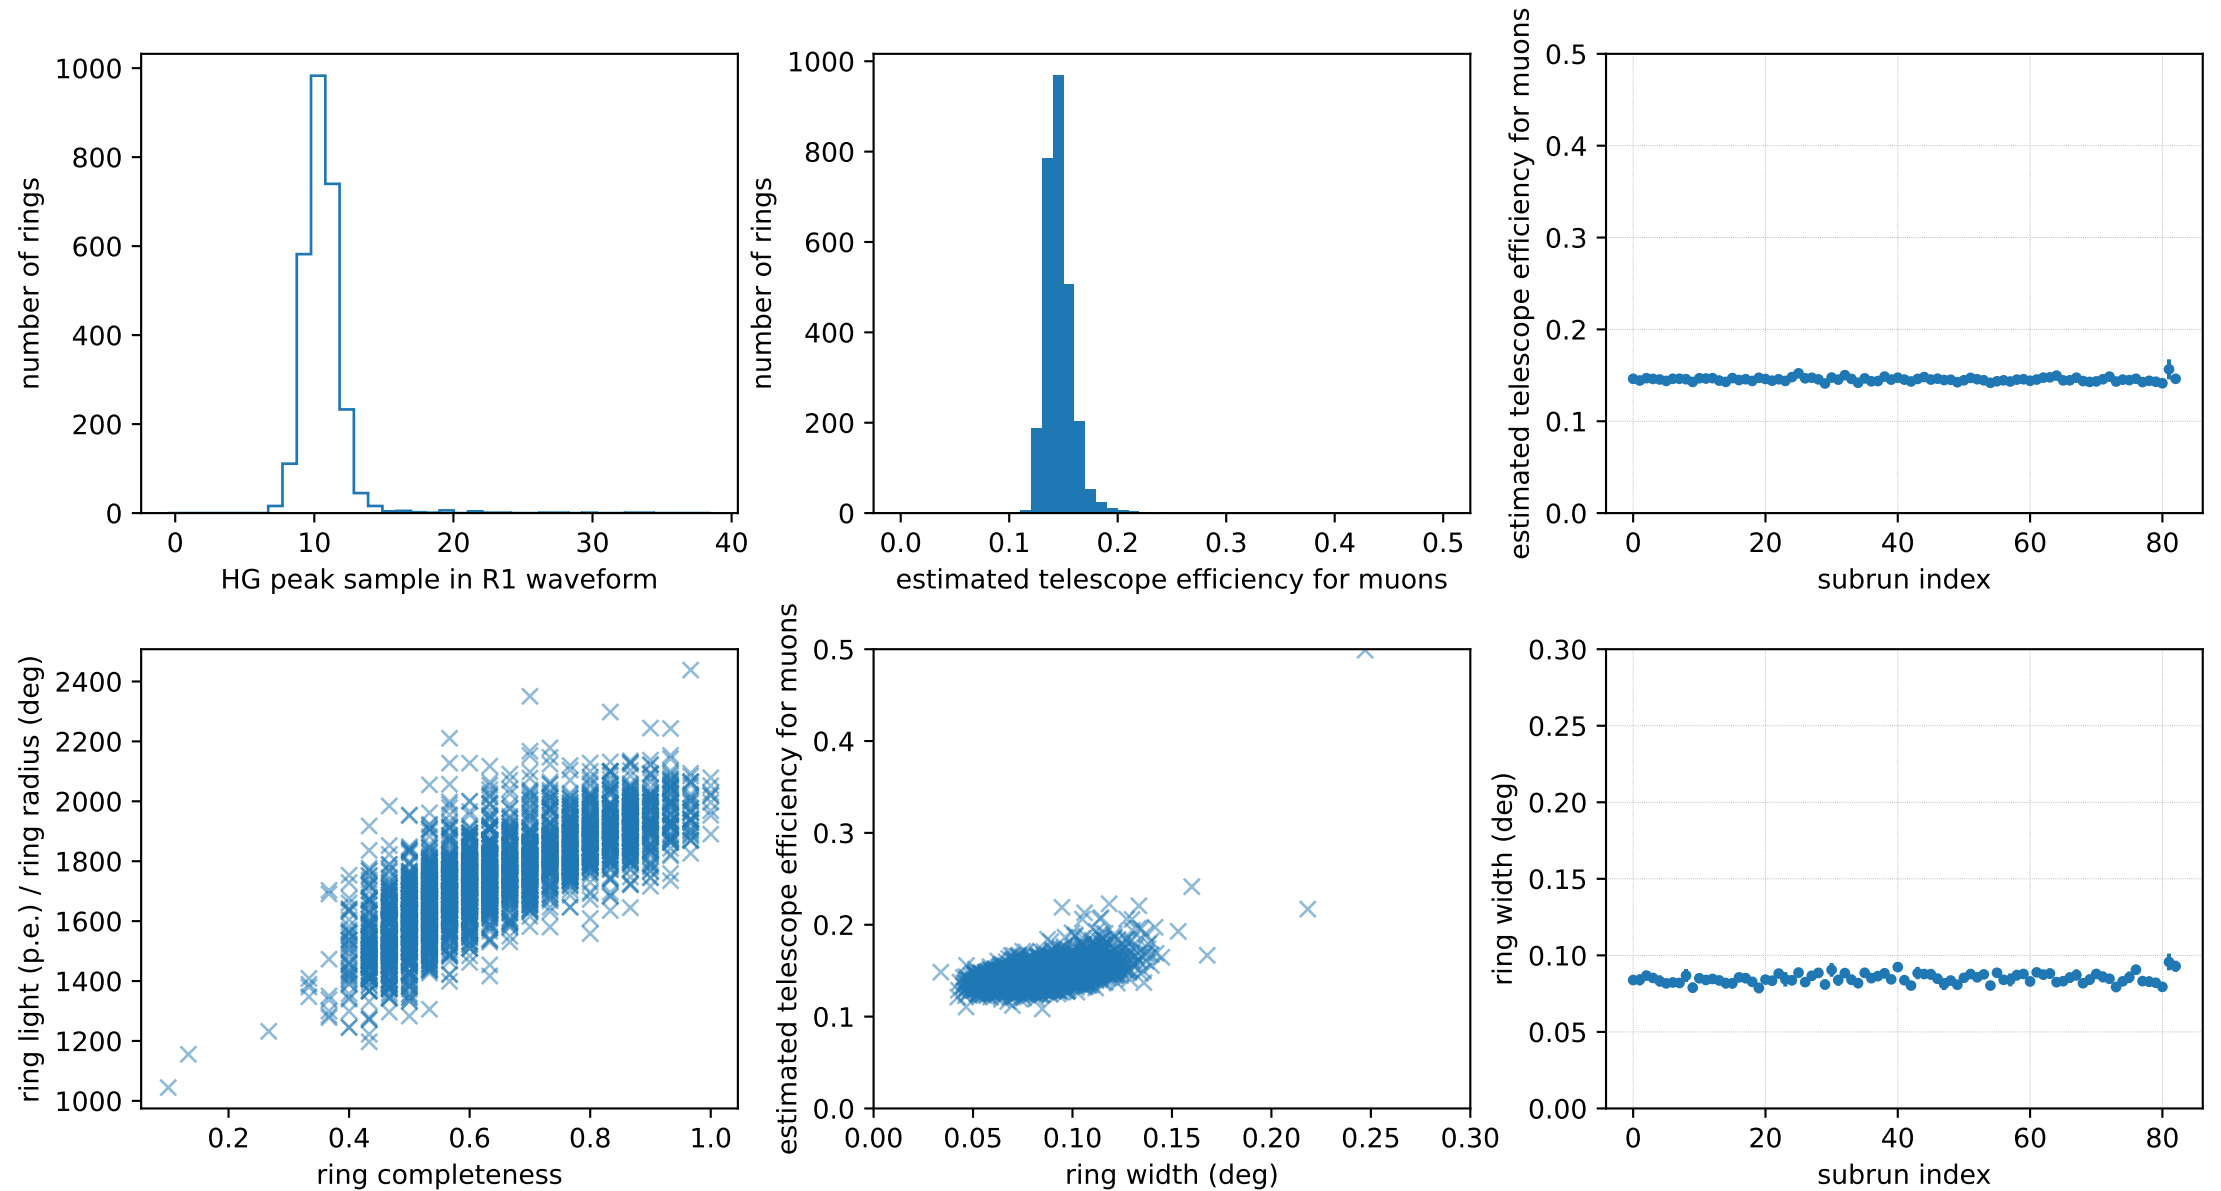 1000
800
600
400
200
0
number of rings
0 10 20 30 40
HG peak sample in R1 waveform
1000
800
600
400
200
0
number of rings
0.0 0.1 0.2 0.3 0.4 0.5
estimated telescope efficiency for muons
0.5
0.4
0.3
0.2
0.1
0.0
estimated telescope efficiency for muons
0 20 40 60 80
subrun index
2400
2200
2000
1800
1600
1400
1200
1000
ring light (p.e.) / ring radius (deg)
0.2 0.4 0.6 0.8 1.0
ring completeness
0.5
0.4
0.3
0.2
0.1
0.0
estimated telescope efficiency for muons
0.00 0.05 0.10 0.15 0.20 0.25 0.30
ring width (deg)
0.30
0.25
0.20
0.15
0.10
0.05
0.00
ring width (deg)
0 20 40 60 80
subrun index